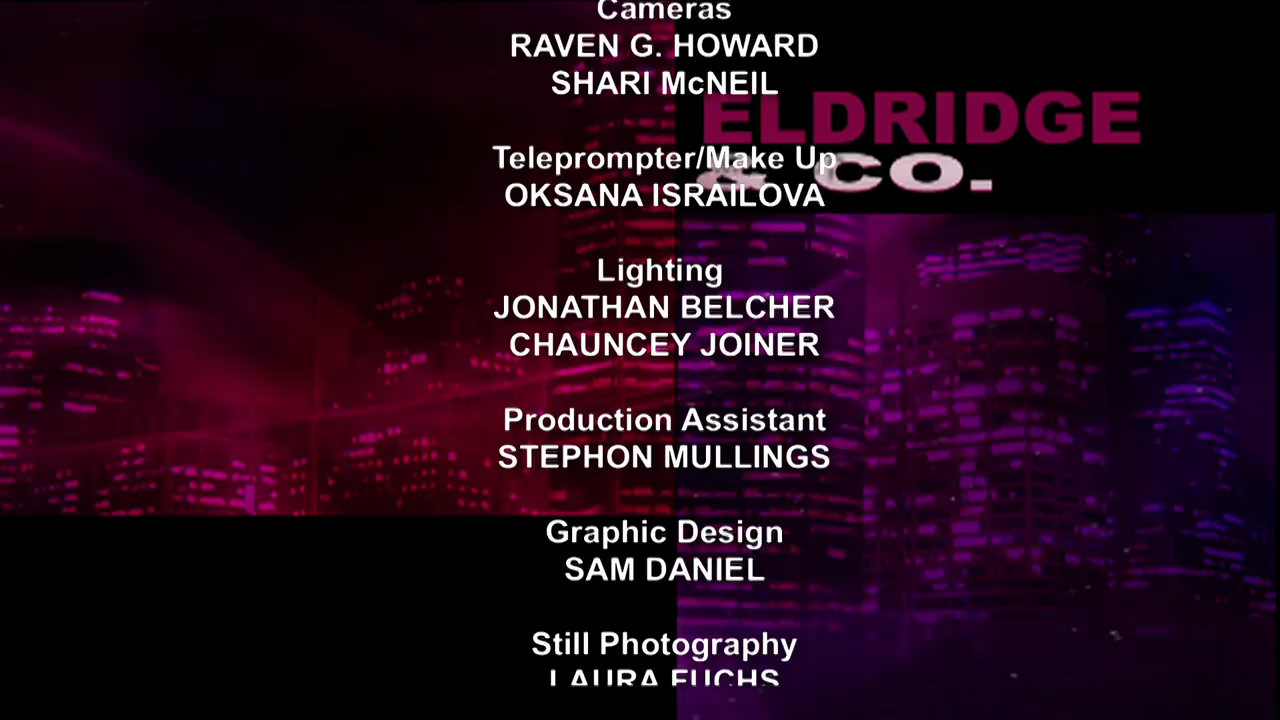 Cameras
RAVEN G. HOWARD
SHARI McNEIL
ELDRIDGE
& CO.
Teleprompter/Make Up
OKSANA ISRAILOVA
Lighting
JONATHAN BELCHER
CHAUNCEY JOINER
Production Assistant
STEPHON MULLINGS
Graphic Design
SAM DANIEL
Still Photography
LAURA FUCHS